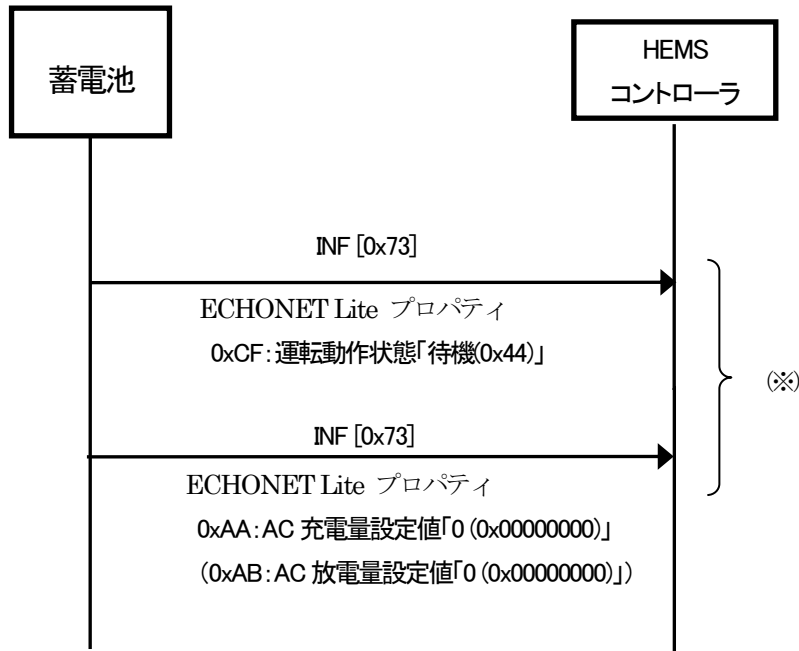 蓄電池
HEMS
コントローラ
INF [0x73]
ECHONET Lite プロパティ
0xCF:運転動作状態「待機(0x44)」
(※)
INF [0x73]
ECHONET Lite プロパティ
0xAA:AC 充電量設定値「0 (0x00000000)」
(0xAB:AC 放電量設定値「0 (0x00000000)」)